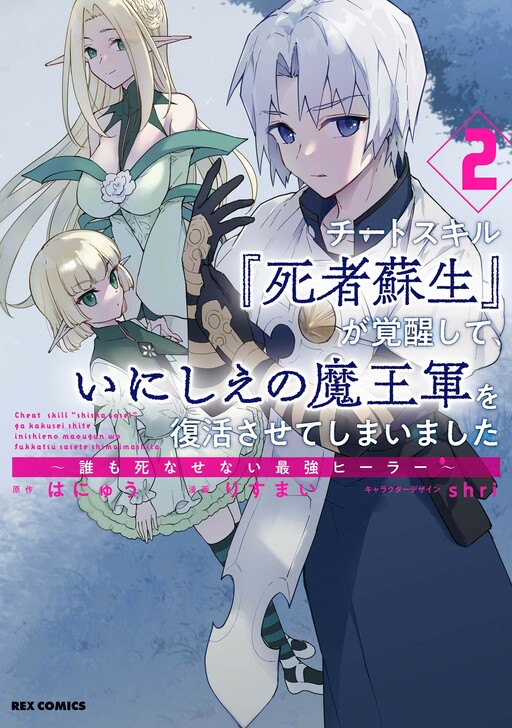 2
チートスキル
『死者蘇生』
が覚醒して、
いにしえの魔王軍を
復活させてしまいました
Cheat skill "shisha sosei"
ga kakusei shite
inishieno maougun wo
fukkatsu sasete shimaimashita
～誰も死なせない最強ヒーラー～
原作 はにゅう 漫画 りすまい キャラクターデザイン shri
REX COMICS